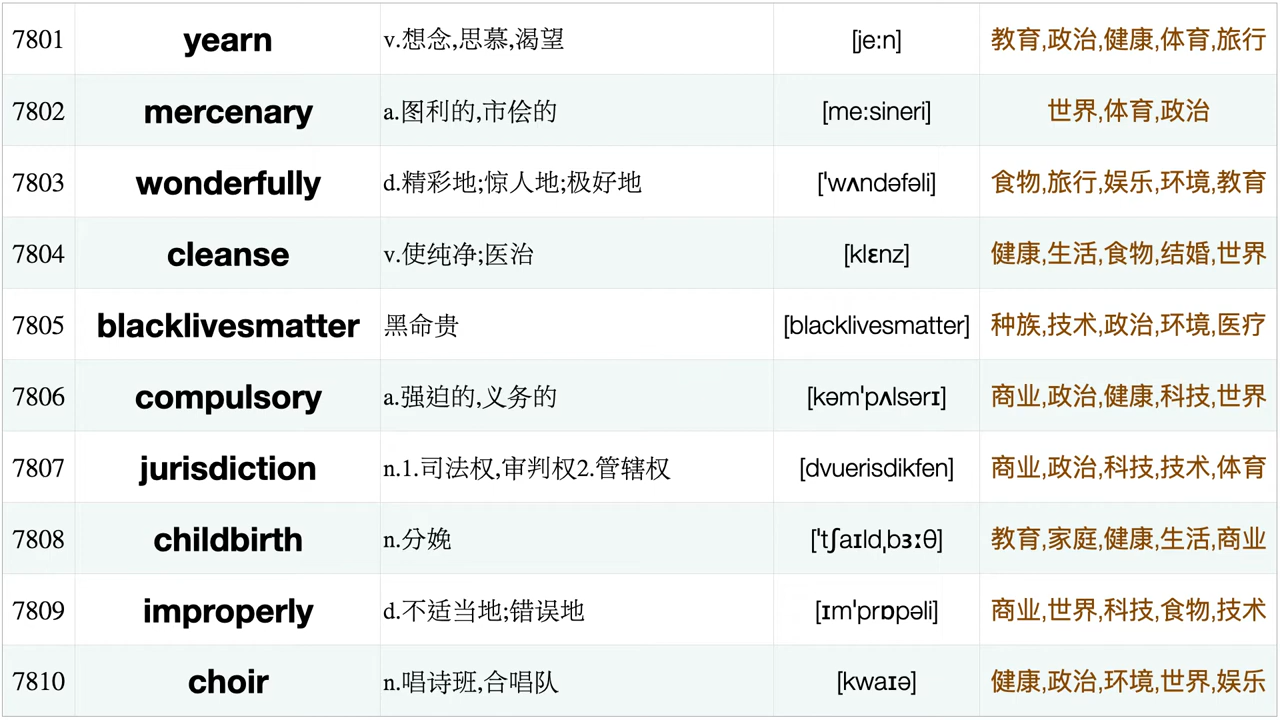 7801 yearn v.想念,思慕,渴望 [je:n] 教育,政治,健康,体育,旅行
7802 mercenary a.图利的,市侩的 [me:sineri] 世界,体育,政治
7803 wonderfully d.精彩地;惊人地;极好地 [ˈwʌndəfəli] 食物,旅行,娱乐,环境,教育
7804 cleanse v.使纯净;医治 [klɛnz] 健康,生活,食物,结婚,世界
7805 blacklivesmatter 黑命贵 [blacklivesmatter] 种族,技术,政治,环境,医疗
7806 compulsory a.强迫的,义务的 [kəmˈpʌlsərɪ] 商业,政治,健康,科技,世界
7807 jurisdiction n.1.司法权,审判权2.管辖权 [dvuerisdikfen] 商业,政治,科技,技术,体育
7808 childbirth n.分娩 [ˈtʃaɪldˌbɜːθ] 教育,家庭,健康,生活,商业
7809 improperly d.不适当地;错误地 [ɪmˈprɒpəli] 商业,世界,科技,食物,技术
7810 choir n.唱诗班,合唱队 [kwaɪə] 健康,政治,环境,世界,娱乐